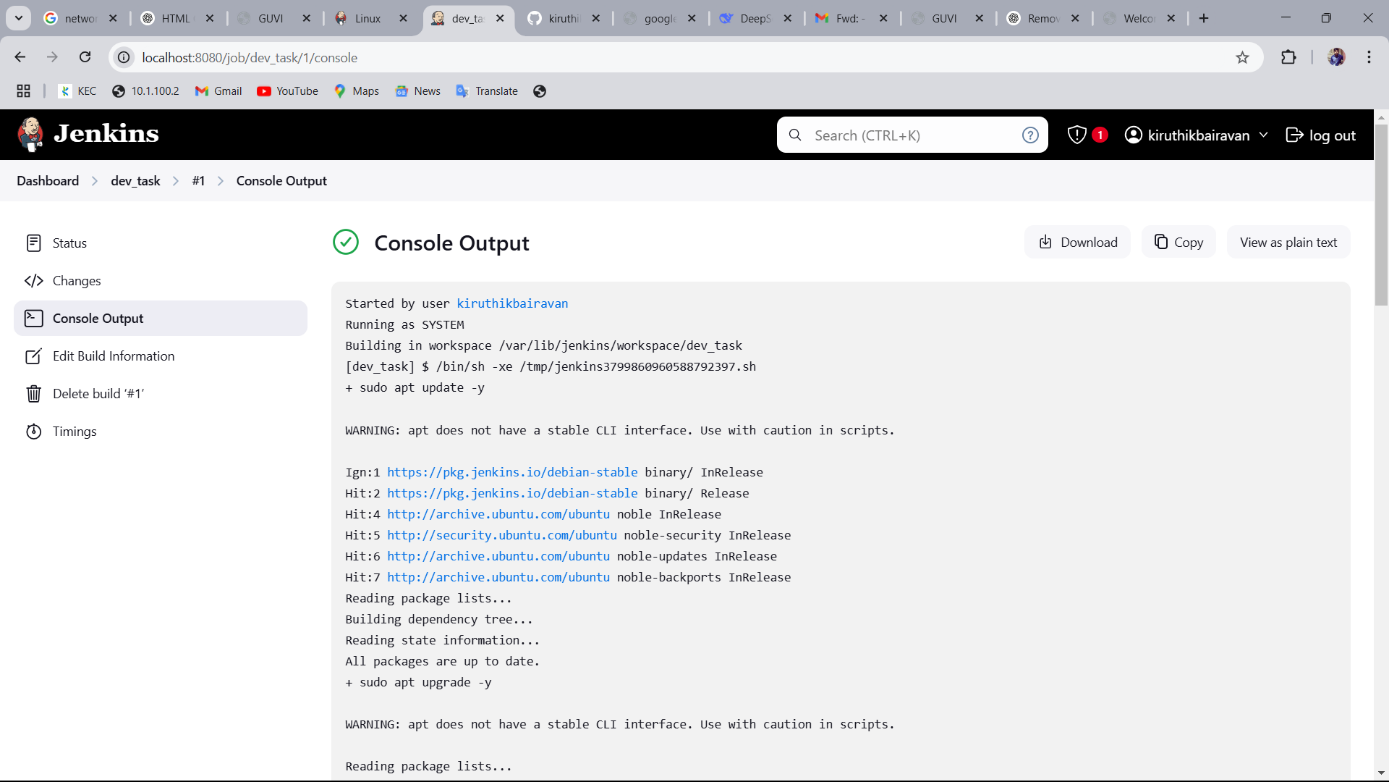 networ
HTML
GUVI
Linux
dev_tas
kiruthi
google
DeepS
Fwd: -
GUVI
Remov
Welco
localhost:8080/job/dev_task/1/console
KEC
10.1.100.2
Gmail
YouTube
Maps
News
Translate
Jenkins
Search (CTRL+K)
?
1
kiruthikbairavan
log out
Dashboard
dev_task
#1
Console Output
Status
Changes
Console Output
Edit Build Information
Delete build ‘#1’
Timings
Console Output
Download
Copy
View as plain text
Started by user kiruthikbairavan
Running as SYSTEM
Building in workspace /var/lib/jenkins/workspace/dev_task
[dev_task] $ /bin/sh -xe /tmp/jenkins3799860960588792397.sh
+ sudo apt update -y
WARNING: apt does not have a stable CLI interface. Use with caution in scripts.
Ign:1 https://pkg.jenkins.io/debian-stable binary/ InRelease
Hit:2 https://pkg.jenkins.io/debian-stable binary/ Release
Hit:4 http://archive.ubuntu.com/ubuntu noble InRelease
Hit:5 http://security.ubuntu.com/ubuntu noble-security InRelease
Hit:6 http://archive.ubuntu.com/ubuntu noble-updates InRelease
Hit:7 http://archive.ubuntu.com/ubuntu noble-backports InRelease
Reading package lists...
Building dependency tree...
Reading state information...
All packages are up to date.
+ sudo apt upgrade -y
WARNING: apt does not have a stable CLI interface. Use with caution in scripts.
Reading package lists...